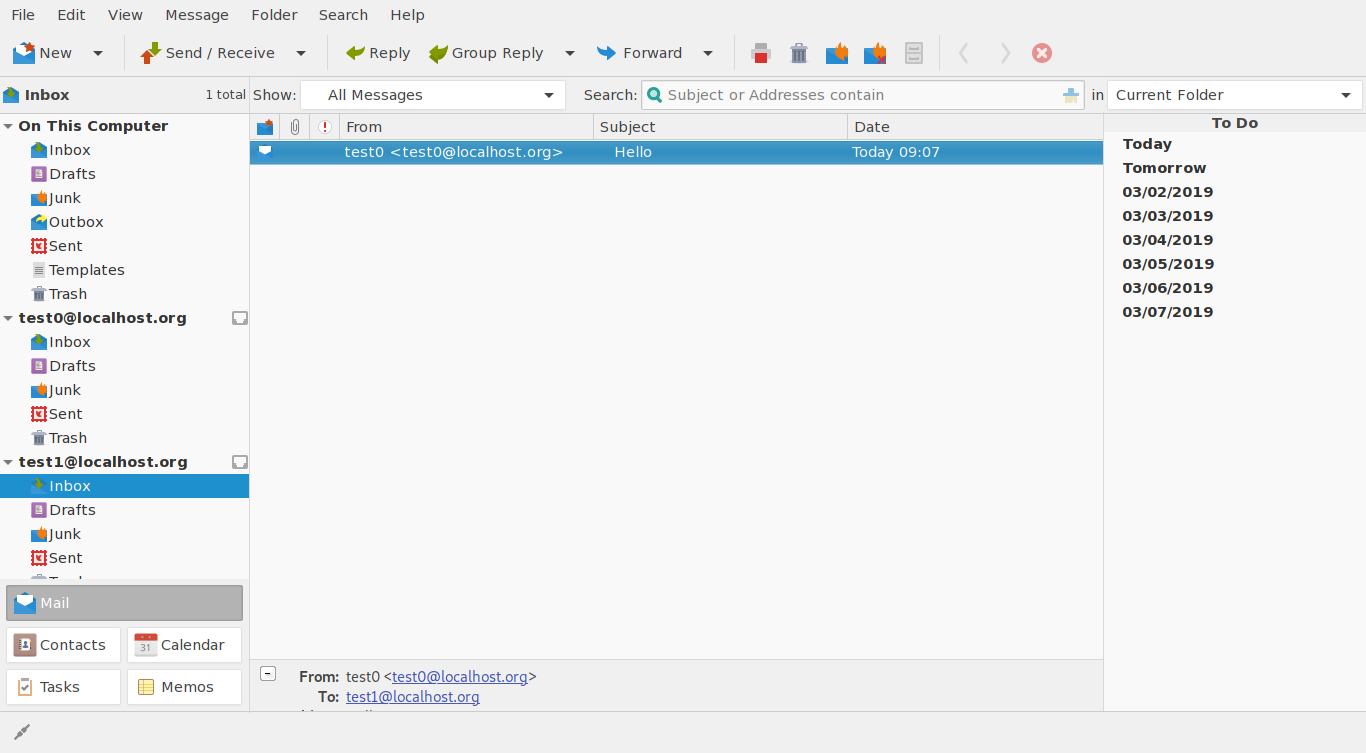 File Edit View Message Folder Search Help
New Send / Receive Reply Group Reply Forward
Inbox 1 total Show: All Messages Search: Subject or Addresses contain in Current Folder
On This Computer
Inbox
Drafts
Junk
Outbox
Sent
Templates
Trash
test0@localhost.org
Inbox
Drafts
Junk
Sent
Trash
test1@localhost.org
Inbox
Drafts
Junk
Sent
Mail
Contacts Calendar
31
Tasks Memos
From Subject Date
test0 <test0@localhost.org> Hello Today 09:07
From: test0 <test0@localhost.org>
To: test1@localhost.org
To Do
Today
Tomorrow
03/02/2019
03/03/2019
03/04/2019
03/05/2019
03/06/2019
03/07/2019